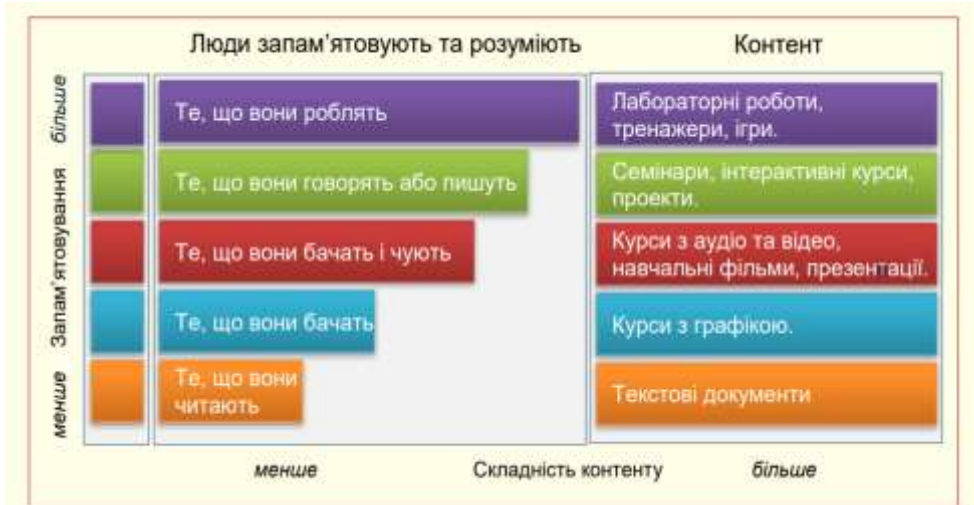 Люди запам’ятовують та розуміють
Контент
більше
Запам’ятовування
менше
Те, що вони роблять
Лабораторні роботи,
тренажери, ігри.
Те, що вони говорять або пишуть
Семінари, інтерактивні курси,
проекти.
Те, що вони бачать і чують
Курси з аудіо та відео,
навчальні фільми, презентації.
Те, що вони бачать
Курси з графікою.
Те, що вони
читають
Текстові документи
менше
Складність контенту
більше